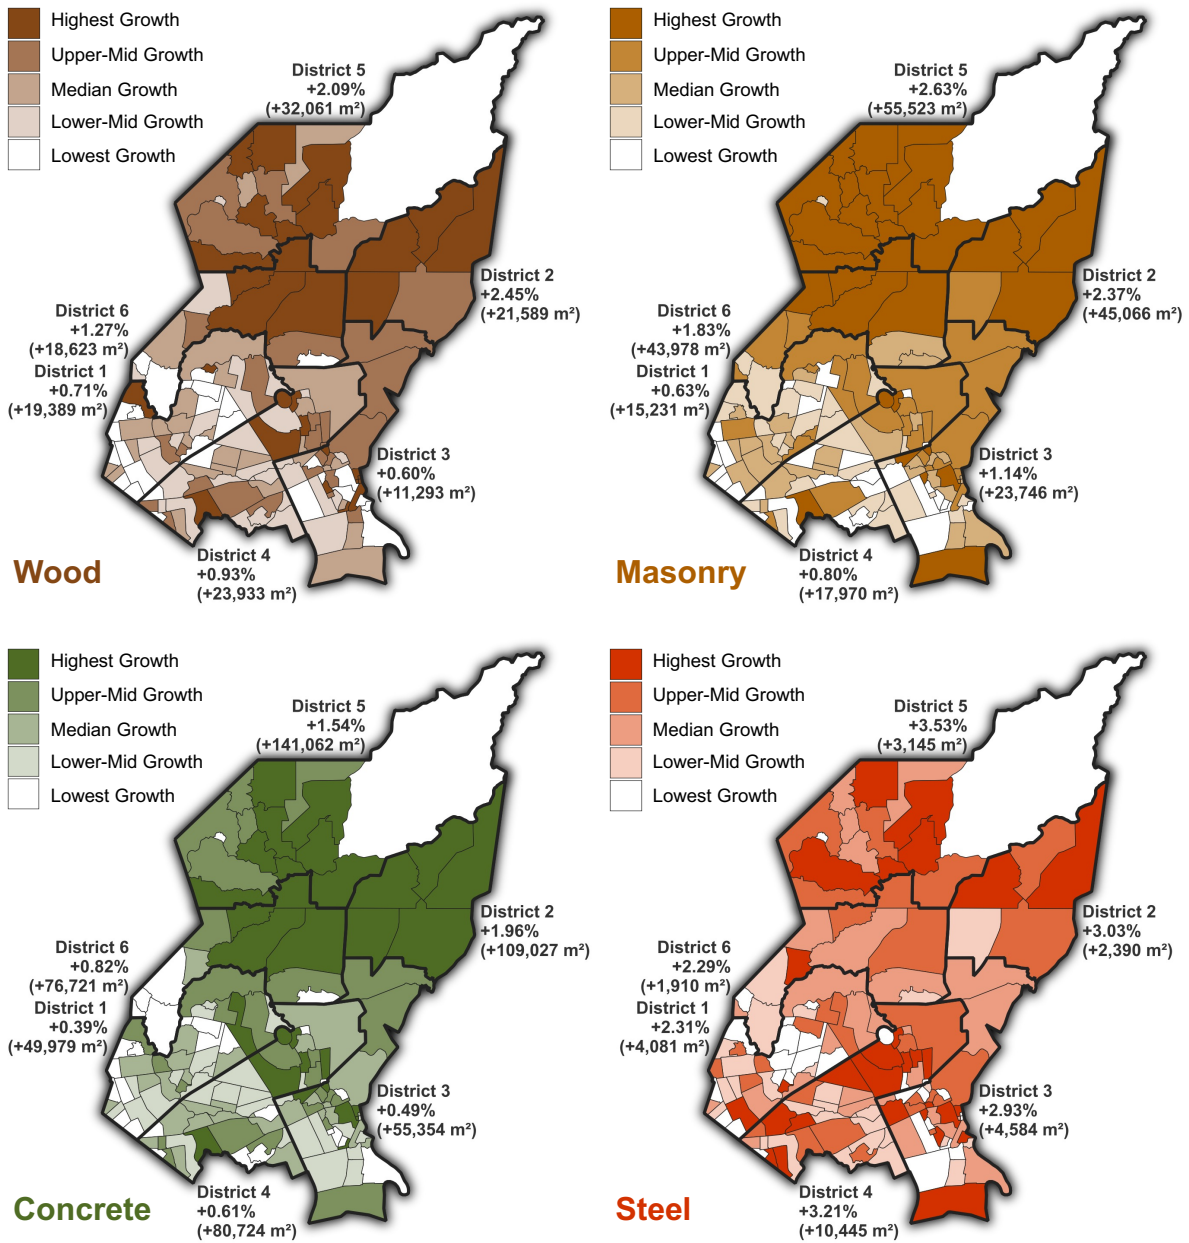 Highest Growth
Upper-Mid Growth
Median Growth
Lower-Mid Growth
Lowest Growth
District 5
+2.09%
(+32,061 m²)
District 2
+2.45%
(+21,589 m²)
District 6
+1.27%
(+18,623 m²)
District 1
+0.71%
(+19,389 m²)
District 3
+0.60%
(+11,293 m²)
District 4
+0.93%
(+23,933 m²)
Wood
Highest Growth
Upper-Mid Growth
Median Growth
Lower-Mid Growth
Lowest Growth
District 5
+2.63%
(+55,523 m²)
District 2
+2.37%
(+45,066 m²)
District 6
+1.83%
(+43,978 m²)
District 1
+0.63%
(+15,231 m²)
District 3
+1.14%
(+23,746 m²)
District 4
+0.80%
(+17,970 m²)
Masonry
Highest Growth
Upper-Mid Growth
Median Growth
Lower-Mid Growth
Lowest Growth
District 5
+1.54%
(+141,062 m²)
District 2
+1.96%
(+109,027 m²)
District 6
+0.82%
(+76,721 m²)
District 1
+0.39%
(+49,979 m²)
District 3
+0.49%
(+55,354 m²)
District 4
+0.61%
(+80,724 m²)
Concrete
Highest Growth
Upper-Mid Growth
Median Growth
Lower-Mid Growth
Lowest Growth
District 5
+3.53%
(+3,145 m²)
District 2
+3.03%
(+2,390 m²)
District 6
+2.29%
(+1,910 m²)
District 1
+2.31%
(+4,081 m²)
District 3
+2.93%
(+4,584 m²)
District 4
+3.21%
(+10,445 m²)
Steel